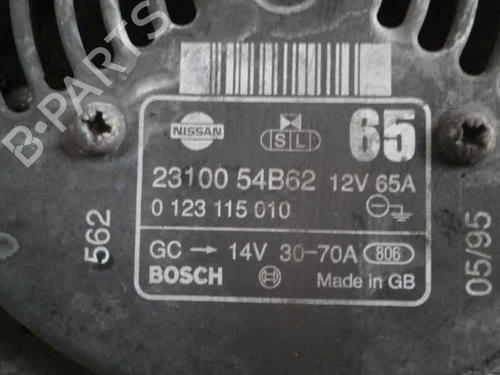 NISSAN
S L
65
23100 54B62 12V 65A
0 123 115 010
GC → 14V 30-70A 806
BOSCH Made in GB
562
05/95
B-PARTS